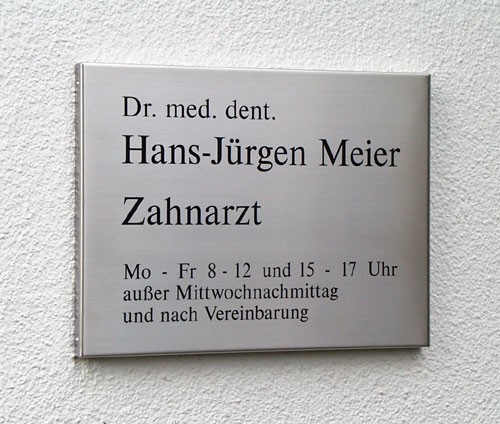 Dr. med. dent.
Hans-Jürgen Meier
Zahnarzt
Mo - Fr 8 - 12 und 15 - 17 Uhr
außer Mittwochnachmittag
und nach Vereinbarung